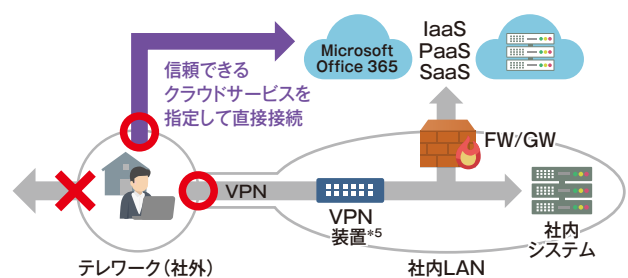 Microsoft
Office 365
IaaS
PaaS
SaaS
信頼できる
クラウドサービスを
指定して直接接続
FW/GW
VPN
VPN
装置*5
社内
システム
テレワーク（社外）
社内LAN